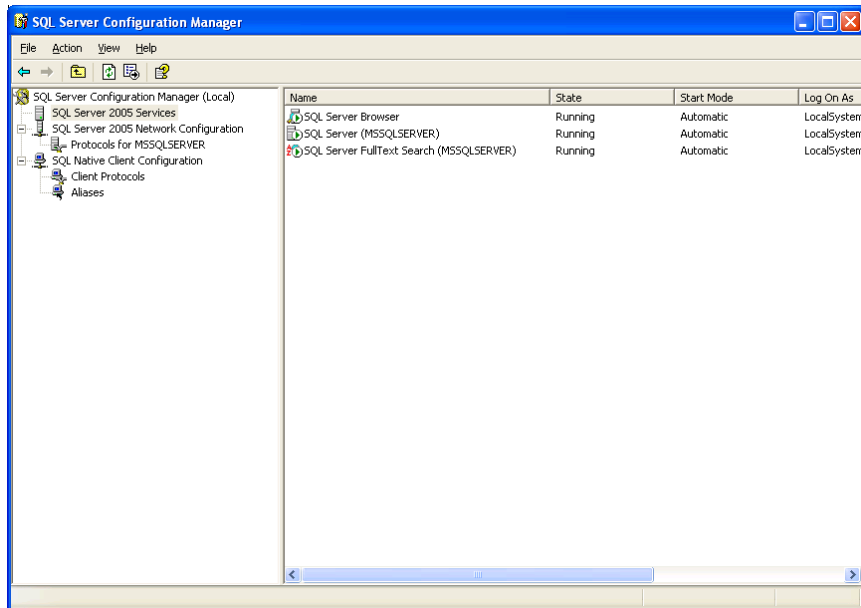 SQL Server Configuration Manager
File Action View Help
SQL Server Configuration Manager (Local)
SQL Server 2005 Services
SQL Server 2005 Network Configuration
Protocols for MSSQLSERVER
SQL Native Client Configuration
Client Protocols
Aliases
Name State Start Mode Log On As
SQL Server Browser Running Automatic LocalSystem
SQL Server (MSSQLSERVER) Running Automatic LocalSystem
SQL Server FullText Search (MSSQLSERVER) Running Automatic LocalSystem